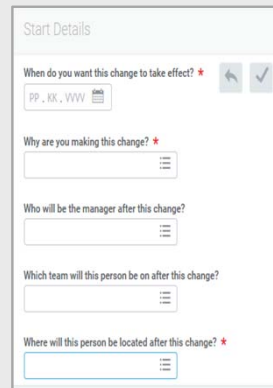 Start Details
When do you want this change to take effect? *
PP . KK . VVVV
Why are you making this change? *
Who will be the manager after this change?
Which team will this person be on after this change?
Where will this person be located after this change? *